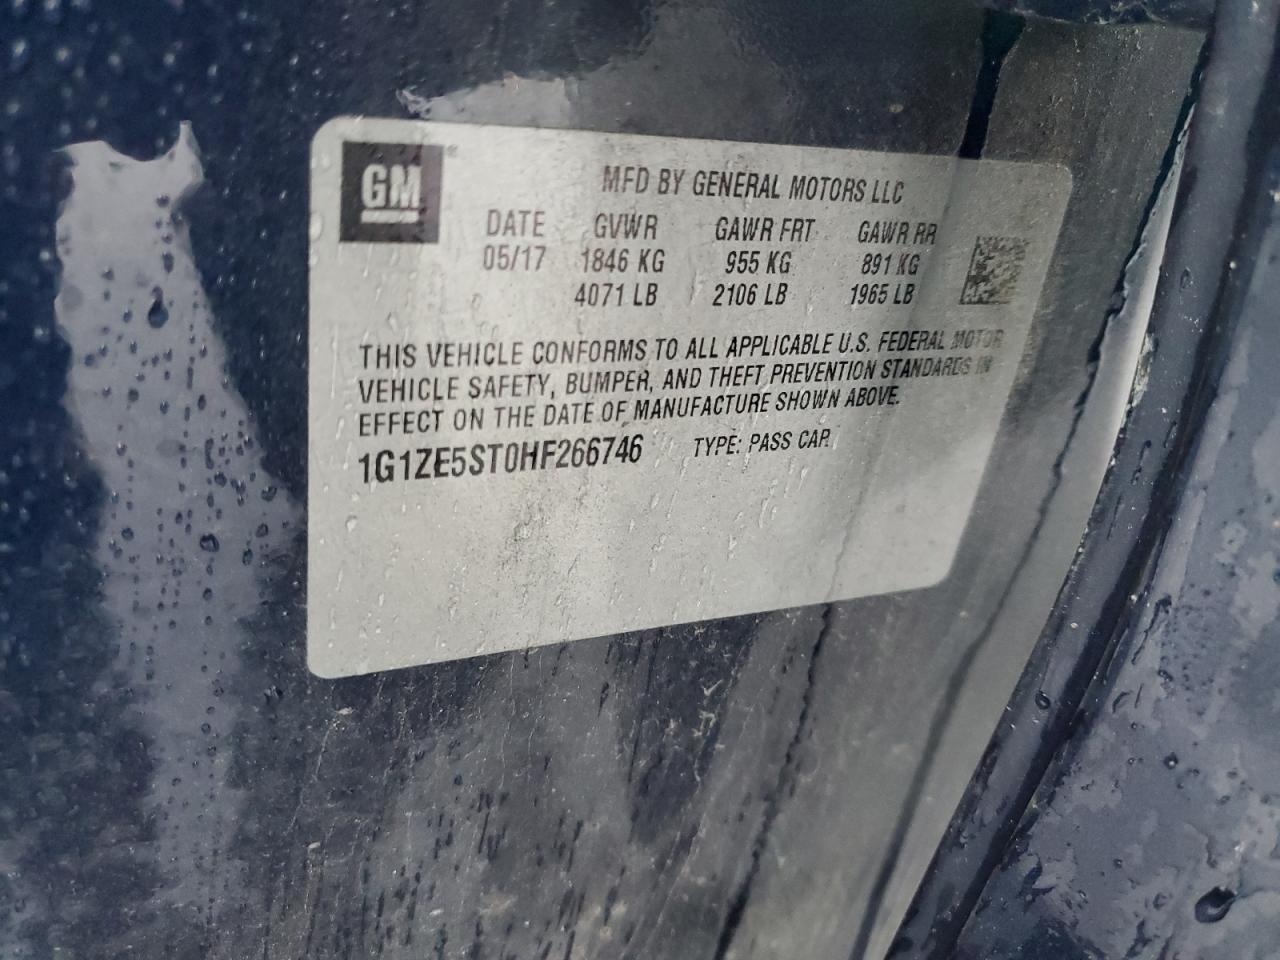 GM
MFD BY GENERAL MOTORS LLC
DATE GVWR GAWR FRT GAWR RR
05/17 1846 KG 955 KG 891 KG
4071 LB 2106 LB 1965 LB
THIS VEHICLE CONFORMS TO ALL APPLICABLE U.S. FEDERAL MOTOR
VEHICLE SAFETY, BUMPER, AND THEFT PREVENTION STANDARDS IN
EFFECT ON THE DATE OF MANUFACTURE SHOWN ABOVE.
1G1ZE5ST0HF266746 TYPE: PASS CAR